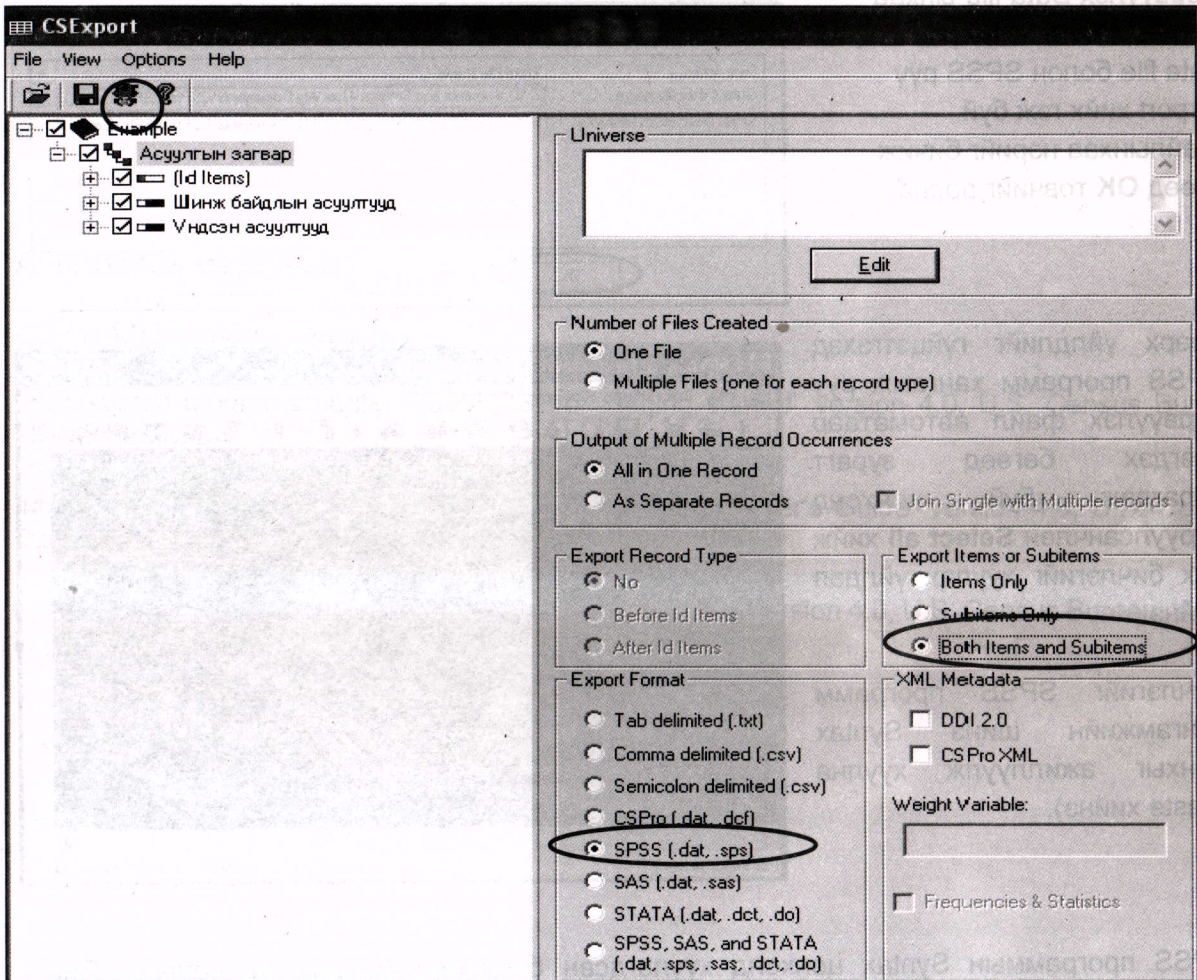 CSExport
File View Options Help
Example
Асуулгын загвар
(Id Items)
Шинж байдлын асуултууд
Үндсэн асуултууд
Universe
Edit
Number of Files Created
One File
Multiple Files (one for each record type)
Output of Multiple Record Occurrences
All in One Record
As Separate Records
Join Single with Multiple records
Export Record Type
No
Before Id Items
After Id Items
Export Items or Subitems
Items Only
Subitems Only
Both Items and Subitems
Export Format
Tab delimited (.txt)
Comma delimited (.csv)
Semicolon delimited (.csv)
CSPro (.dat, .dcf)
SPSS (.dat, .sps)
SAS (.dat, .sas)
STATA (.dat, .dct, .do)
SPSS, SAS, and STATA
(.dat, .sps, .sas, .dct, .do)
XML Metadata
DDI 2.0
CSPro XML
Weight Variable:
Frequencies & Statistics